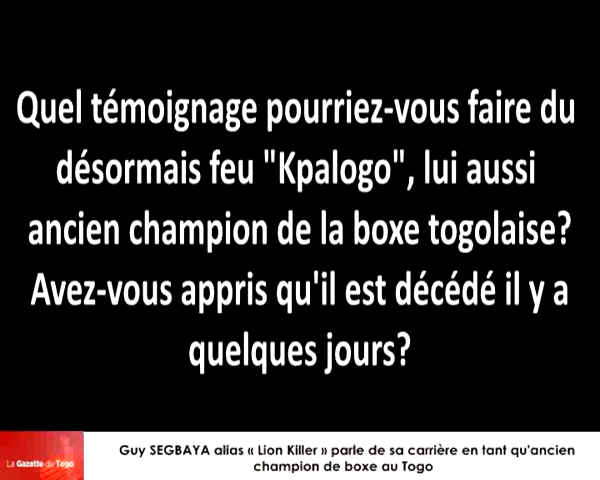 Quel témoignage pourriez-vous faire du
désormais feu "Kpalogo", lui aussi
ancien champion de la boxe togolaise?
Avez-vous appris qu'il est décédé il y a
quelques jours?
La Gazette du Togo
Guy SEGBAYA alias « Lion Killer » parle de sa carrière en tant qu'ancien
champion de boxe au Togo